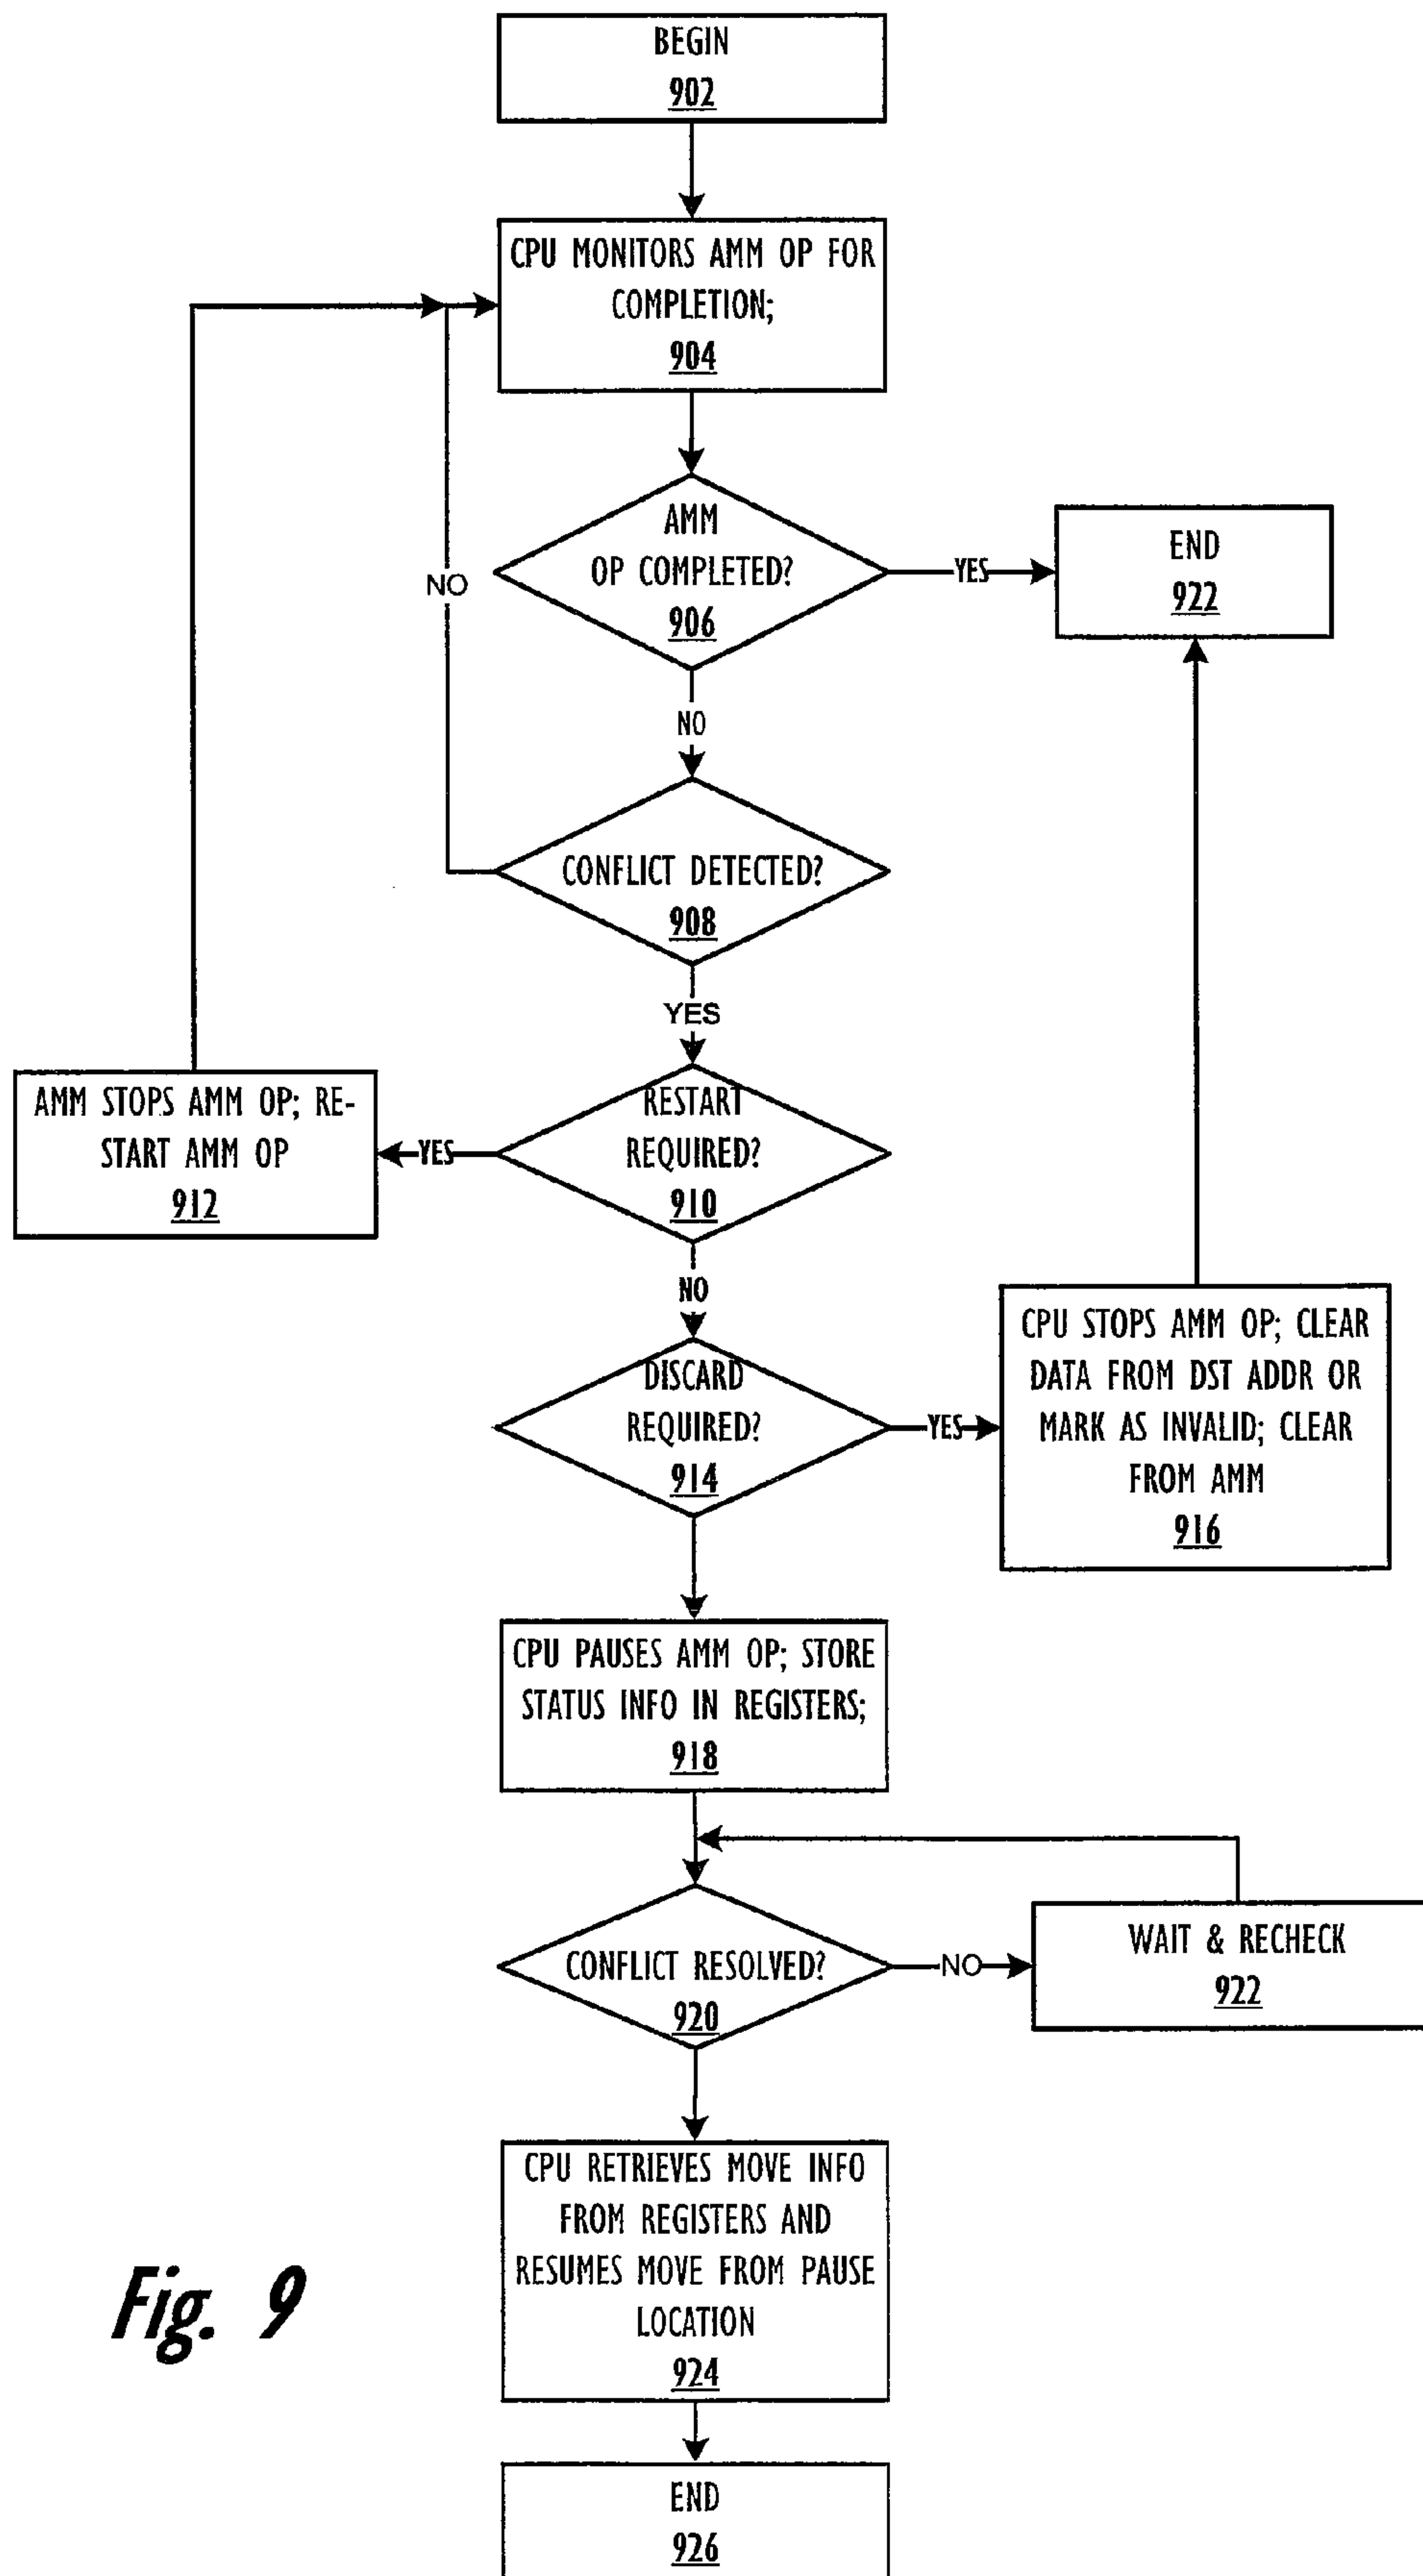 BEGIN
902
CPU MONITORS AMM OP FOR
COMPLETION;
904
AMM
OP COMPLETED?
906
YES
END
922
NO
NO
CONFLICT DETECTED?
908
YES
AMM STOPS AMM OP; RE-
START AMM OP
912
YES
RESTART
REQUIRED?
910
NO
DISCARD
REQUIRED?
914
YES
CPU STOPS AMM OP; CLEAR
DATA FROM DST ADDR OR
MARK AS INVALID; CLEAR
FROM AMM
916
CPU PAUSES AMM OP; STORE
STATUS INFO IN REGISTERS;
918
CONFLICT RESOLVED?
920
NO
WAIT & RECHECK
922
CPU RETRIEVES MOVE INFO
FROM REGISTERS AND
RESUMES MOVE FROM PAUSE
LOCATION
924
Fig. 9
END
926